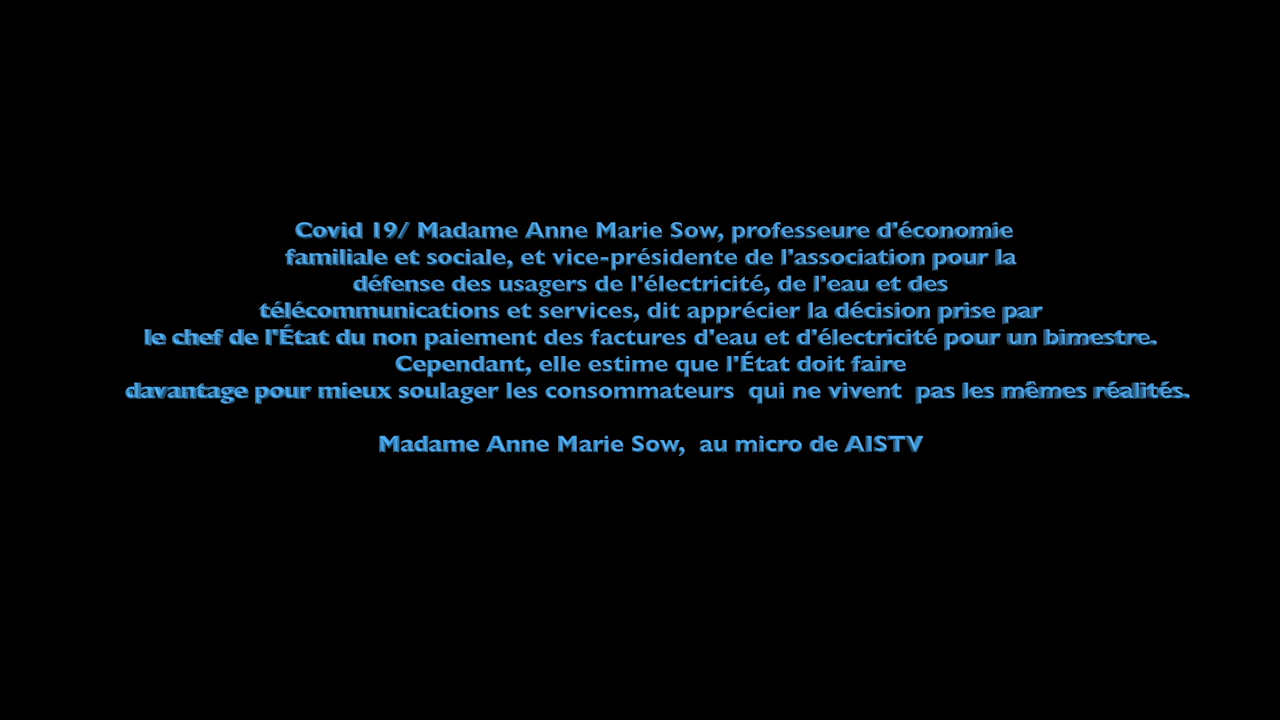 Covid 19/ Madame Anne Marie Sow, professeure d'économie
familiale et sociale, et vice-présidente de l'association pour la
défense des usagers de l'électricité, de l'eau et des
télécommunications et services, dit apprécier la décision prise par
le chef de l'État du non paiement des factures d'eau et d'électricité pour un bimestre.
Cependant, elle estime que l'État doit faire
davantage pour mieux soulager les consommateurs  qui ne vivent  pas les mêmes réalités.
Madame Anne Marie Sow,  au micro de AISTV